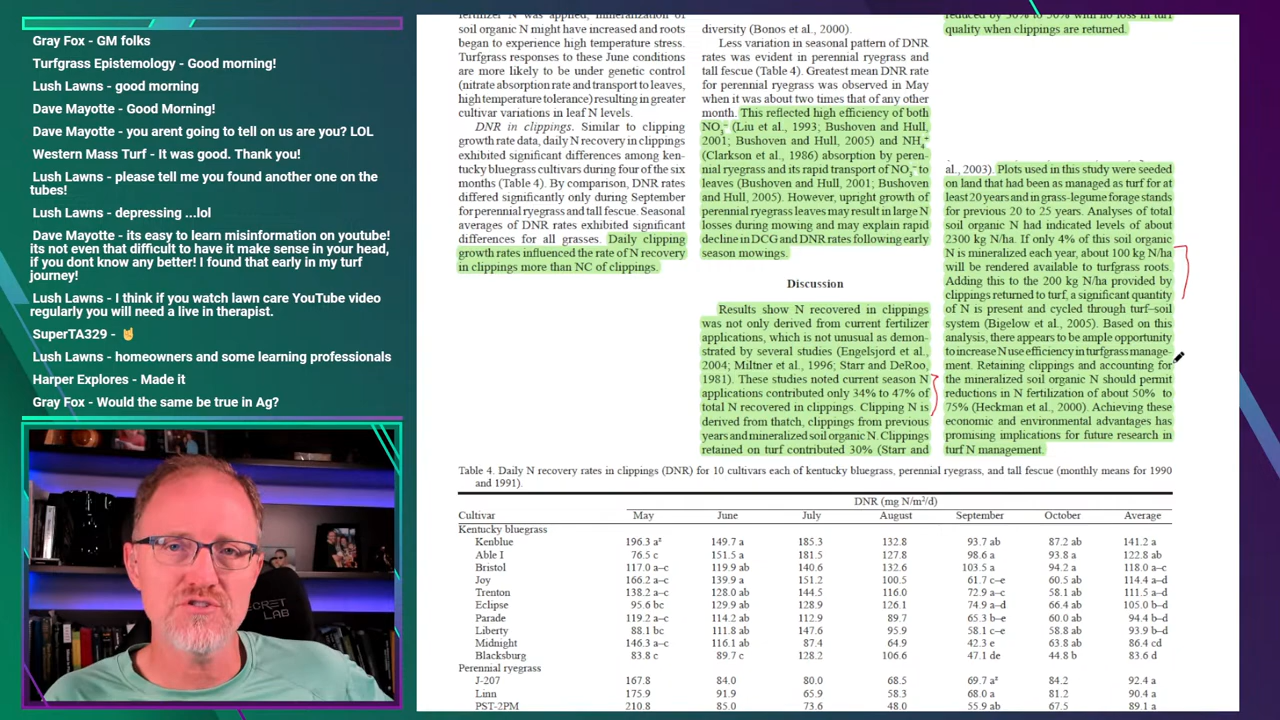 Gray Fox - GM folks
Turfgrass Epistemology - Good morning!
Lush Lawns - good morning
Dave Mayotte - Good Morning!
Dave Mayotte - you arent going to tell on us are you? LOL
Western Mass Turf - It was good. Thank you!
Lush Lawns - please tell me you found another one on the
tubes!
Lush Lawns - depressing ...lol
Dave Mayotte - its easy to learn misinformation on youtube!
its not even that difficult to have it make sense in your head,
if you dont know any better! I found that early in my turf
journey!
Lush Lawns - I think if you watch lawn care YouTube video
regularly you will need a live in therapist.
SuperTA329 - 🤘
Lush Lawns - homeowners and some learning professionals
Harper Explores - Made it
Gray Fox - Would the same be true in Ag?
SECRET
LAB
fertilizer N was applied, mineralization of
soil organic N might have increased and roots
began to experience high temperature stress.
Turfgrass responses to these June conditions
are more likely to be under genetic control
(nitrate absorption rate and transport to leaves,
high temperature tolerance) resulting in greater
cultivar variations in leaf N levels.
DNR in clippings. Similar to clipping
growth rate data, daily N recovery in clippings
exhibited significant differences among ken-
tucky bluegrass cultivars during four of the six
months (Table 4). By comparison, DNR rates
differed significantly only during September
for perennial ryegrass and tall fescue. Seasonal
averages of DNR rates exhibited significant
differences for all grasses. Daily clipping
growth rates influenced the rate of N recovery
in clippings more than NC of clippings.
diversity (Bonos et al., 2000).
Less variation in seasonal pattern of DNR
rates was evident in perennial ryegrass and
tall fescue (Table 4). Greatest mean DNR rate
for perennial ryegrass was observed in May
when it was about two times that of any other
month. This reflected high efficiency of both
NO₃⁻ (Liu et al., 1993; Bushoven and Hull,
2001; Bushoven and Hull, 2005) and NH₄⁺
(Clarkson et al., 1986) absorption by peren-
nial ryegrass and its rapid transport of NO₃⁻ to
leaves (Bushoven and Hull, 2001; Bushoven
and Hull, 2005). However, upright growth of
perennial ryegrass leaves may result in large N
losses during mowing and may explain rapid
decline in DCG and DNR rates following early
season mowings.
Discussion
Results show N recovered in clippings
was not only derived from current fertilizer
applications, which is not unusual as demon-
strated by several studies (Engelsjord et al.,
2004; Miltner et al., 1996; Starr and DeRoo,
1981). These studies noted current season N
applications contributed only 34% to 47% of
total N recovered in clippings. Clipping N is
derived from thatch, clippings from previous
years and mineralized soil organic N. Clippings
retained on turf contributed 30% (Starr and
reduced by 30% to 50% with no loss in turf
quality when clippings are returned.
al., 2003). Plots used in this study were seeded
on land that had been as managed as turf for at
least 20 years and in grass-legume forage stands
for previous 20 to 25 years. Analyses of total
soil organic N had indicated levels of about
2300 kg N/ha. If only 4% of this soil organic
N is mineralized each year, about 100 kg N/ha
will be rendered available to turfgrass roots.
Adding this to the 200 kg N/ha provided by
clippings returned to turf, a significant quantity
of N is present and cycled through turf–soil
system (Bigelow et al., 2005). Based on this
analysis, there appears to be ample opportunity
to increase N use efficiency in turfgrass manage-
ment. Retaining clippings and accounting for
the mineralized soil organic N should permit
reductions in N fertilization of about 50% to
75% (Heckman et al., 2000). Achieving these
economic and environmental advantages has
promising implications for future research in
turf N management.
Table 4. Daily N recovery rates in clippings (DNR) for 10 cultivars each of kentucky bluegrass, perennial ryegrass, and tall fescue (monthly means for 1990
and 1991).
DNR (mg N/m²/d)
Cultivar May June July August September October Average
Kentucky bluegrass
Kenblue 196.3 aᶻ 149.7 a 185.3 132.8 93.7 ab 87.2 ab 141.2 a
Able I 76.5 c 151.5 a 181.5 127.8 98.6 a 93.8 a 122.8 ab
Bristol 117.0 a–c 119.9 ab 140.6 132.6 103.5 a 94.2 a 118.0 a–c
Joy 166.2 a–c 139.9 a 151.2 100.5 61.7 c–e 60.5 ab 114.4 a–d
Trenton 138.2 a–c 128.0 ab 144.5 116.0 72.9 a–c 58.1 ab 111.5 a–d
Eclipse 95.6 bc 129.9 ab 128.9 126.1 74.9 a–d 66.4 ab 105.0 b–d
Parade 119.2 a–c 114.2 ab 112.9 89.7 65.3 b–e 60.0 ab 94.4 b–d
Liberty 88.1 bc 111.8 ab 147.6 95.9 58.1 c–e 58.8 ab 93.9 b–d
Midnight 146.3 a–c 116.1 ab 87.4 64.9 42.3 e 63.8 ab 86.4 cd
Blacksburg 83.8 c 89.7 c 128.2 106.6 47.1 de 44.8 b 83.6 d
Perennial ryegrass
J-207 167.8 84.0 80.0 68.5 69.7 aᶻ 84.2 92.4 a
Linn 175.9 91.9 65.9 58.3 68.0 a 81.2 90.4 a
PST-2PM 210.8 85.0 73.6 48.0 55.9 ab 67.5 89.1 a